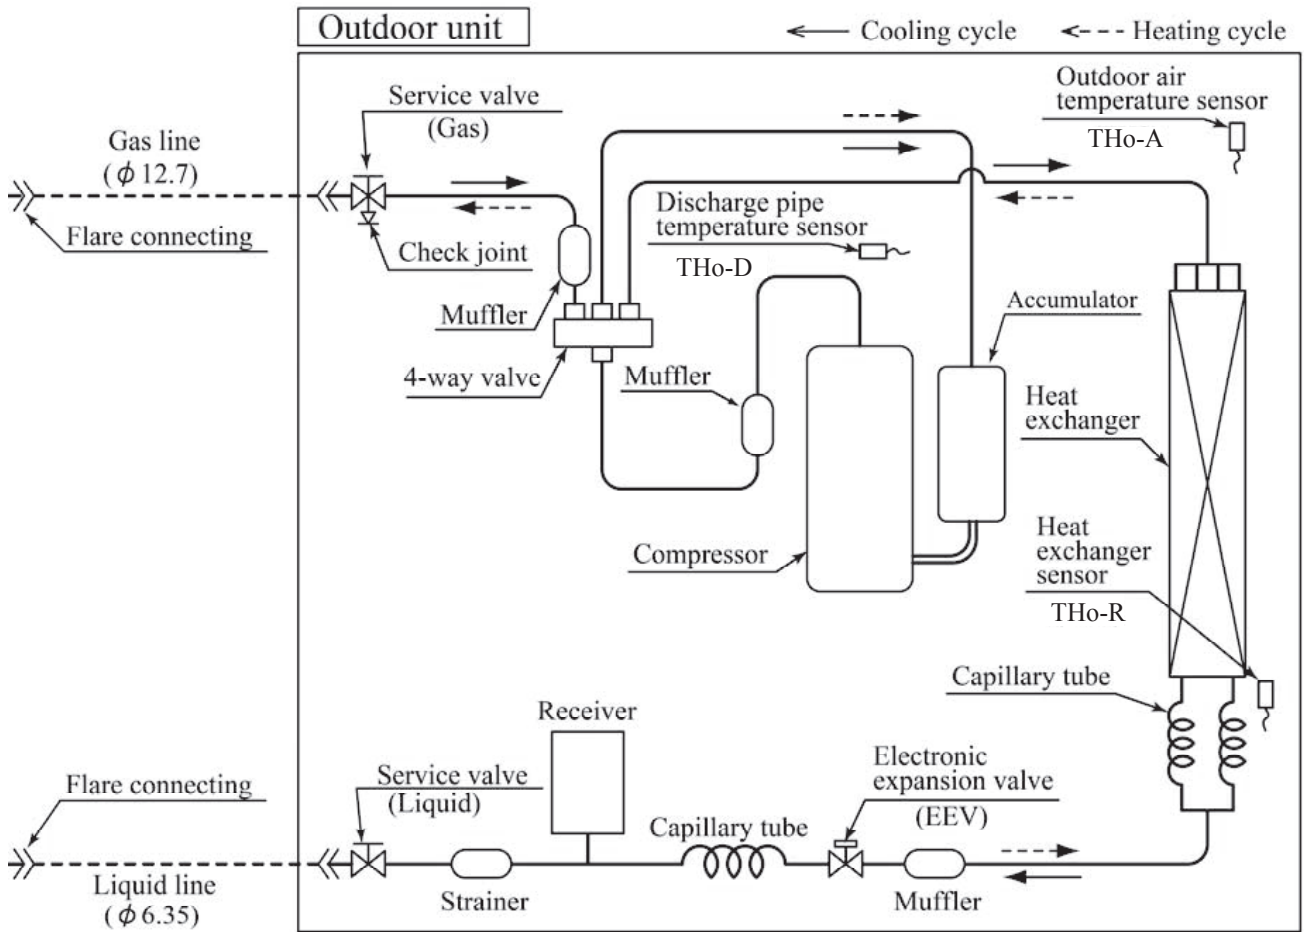 Outdoor unit
Cooling cycle
Heating cycle
Service valve
(Gas)
Outdoor air
temperature sensor
THo-A
Gas line
(ϕ12.7)
Flare connecting
Check joint
Discharge pipe
temperature sensor
THo-D
Muffler
Accumulator
4-way valve
Muffler
Heat
exchanger
Compressor
Heat
exchanger
sensor
THo-R
Capillary tube
Receiver
Flare connecting
Service valve
(Liquid)
Electronic
expansion valve
(EEV)
Capillary tube
Liquid line
(ϕ6.35)
Strainer
Muffler